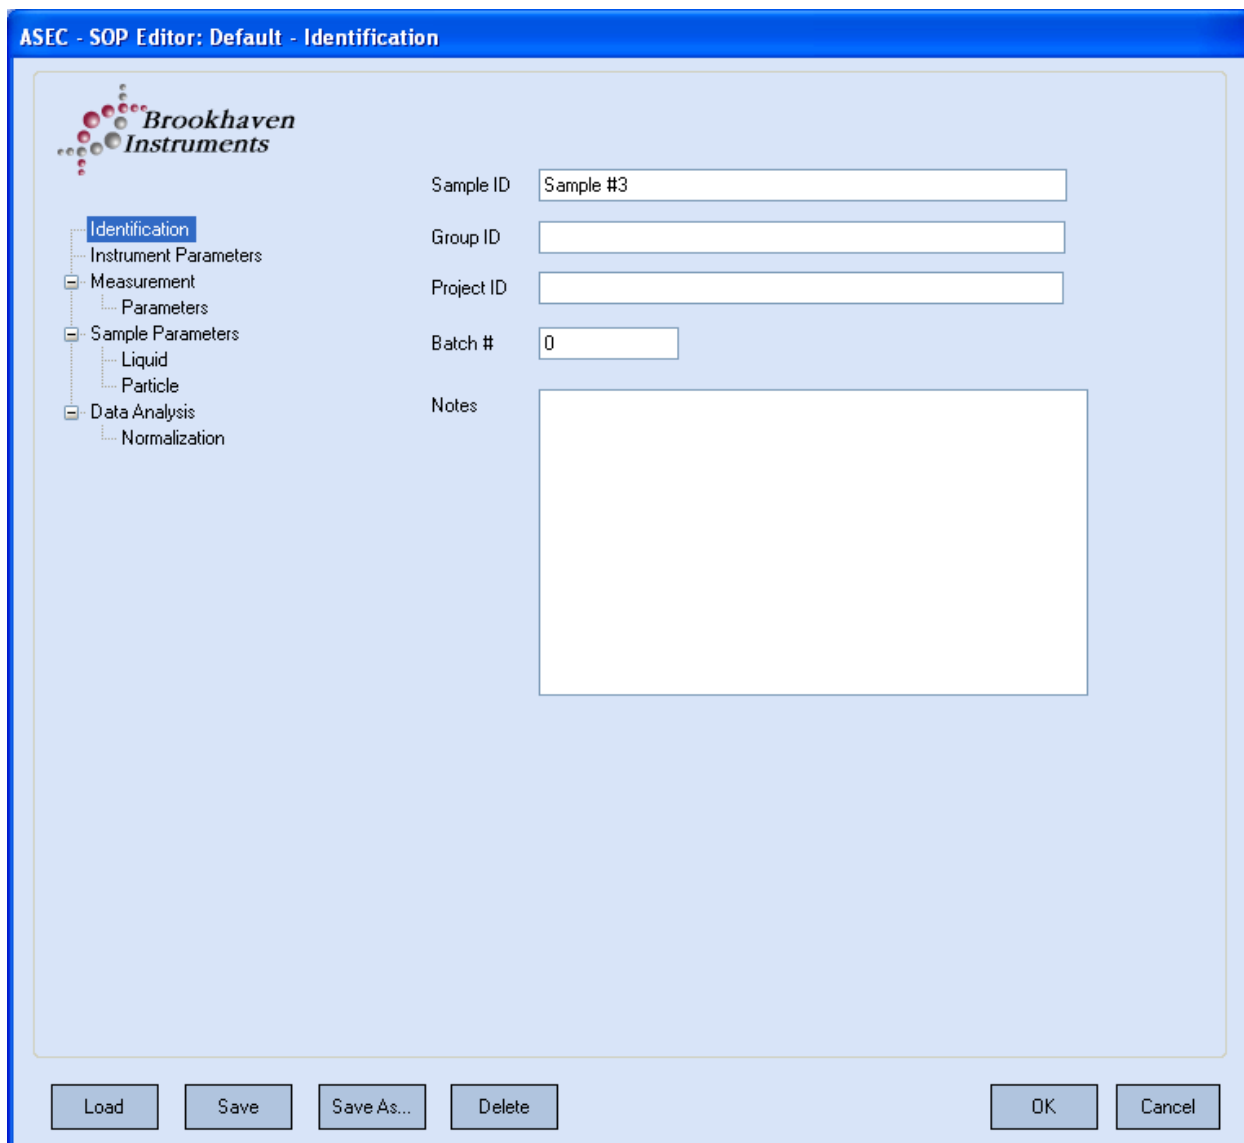 ASEC - SOP Editor: Default - Identification
Brookhaven
Instruments
Identification
Instrument Parameters
Measurement
Parameters
Sample Parameters
Liquid
Particle
Data Analysis
Normalization
Sample ID Sample #3
Group ID
Project ID
Batch # 0
Notes
Load Save Save As... Delete OK Cancel